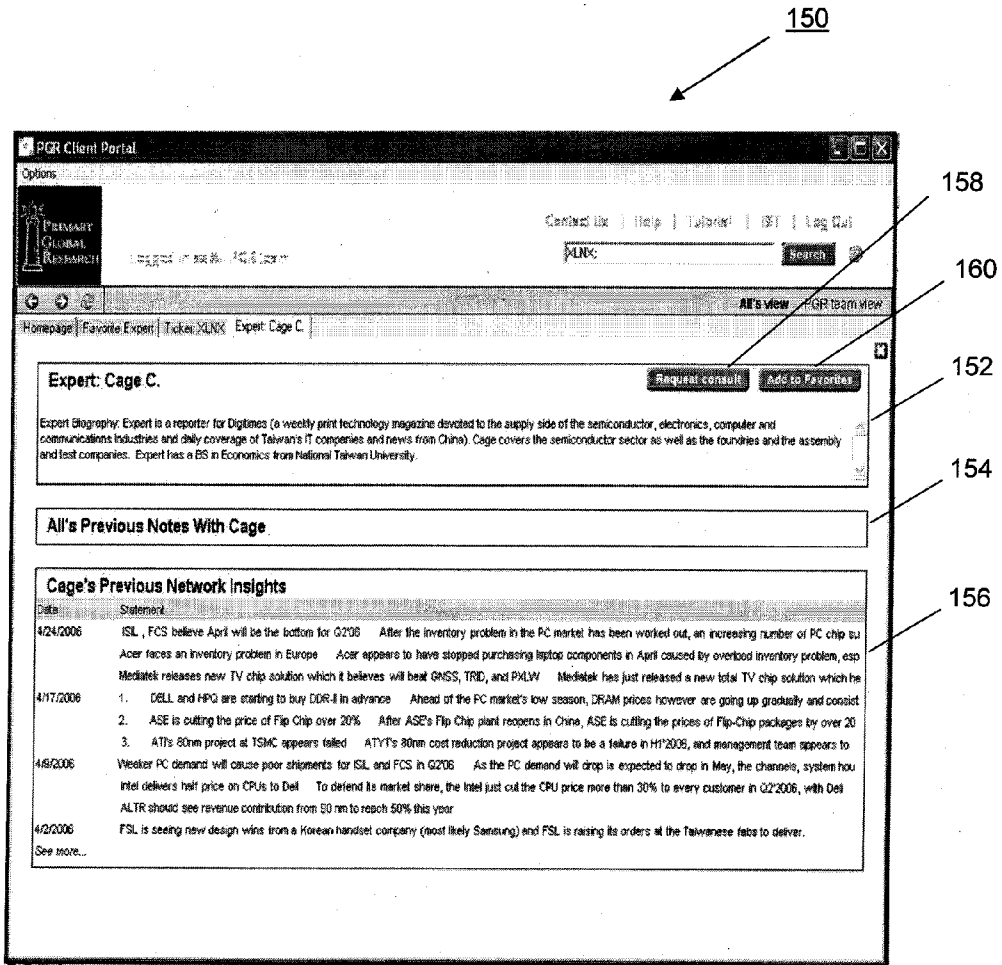 150
PGR Client Portal
Options
158
PRIMARY
GLOBAL
RESEARCH
Contact Us | Help | Tutorial | | Log Out
XLNX;
Search
160
Ali's view PGR team view
Homepage Favorite Expert Ticker: XLNX Expert: Cage C.
Expert: Cage C.
Request consult
Add to Favorites
152
Expert Biography: Expert is a reporter for Digitimes (a weekly print technology magazine devoted to the supply side of the semiconductor, electronics, computer and
communications industries and daily coverage of Taiwan's IT companies and news from China). Cage covers the semiconductor sector as well as the foundries and the assembly
and test companies. Expert has a BS in Economics from National Taiwan University.
154
Ali's Previous Notes With Cage
Cage's Previous Network Insights
Date Statement
156
4/24/2006 ISIL , FCS believe April will be the bottom for Q2'06 After the inventory problem in the PC market has been worked out, an increasing number of PC chip su
Acer faces an inventory problem in Europe Acer appears to have stopped purchasing laptop components in April caused by overload inventory problem, esp
Mediatek releases new TV chip solution which it believes will beat GNSS, TRID, and PXLW Mediatek has just released a new total TV chip solution which he
4/17/2006 1. DELL and HPQ are starting to buy DDR-II in advance Ahead of the PC market's low season, DRAM prices however are going up gradually and consist
2. ASE is cutting the price of Flip Chip over 20% After ASE's Flip Chip plant reopens in China, ASE is cutting the prices of Flip-Chip packages by over 20
3. ATI's 80nm project at TSMC appears failed ATYT's 80nm cost reduction project appears to be a failure in H1'2006, and management team appears to
4/9/2006 Weaker PC demand will cause poor shipments for ISIL and FCS in Q2'06 As the PC demand will drop is expected to drop in May, the channels, system hou
Intel delivers half price on CPUs to Dell To defend its market share, the Intel just cut the CPU price more than 30% to every customer in Q2'2006, with Dell
ALTR should see revenue contribution from 90 nm to reach 50% this year
4/2/2006 FSL is seeing new design wins from a Korean handset company (most likely Samsung) and FSL is raising its orders at the Taiwanese fabs to deliver.
See more...